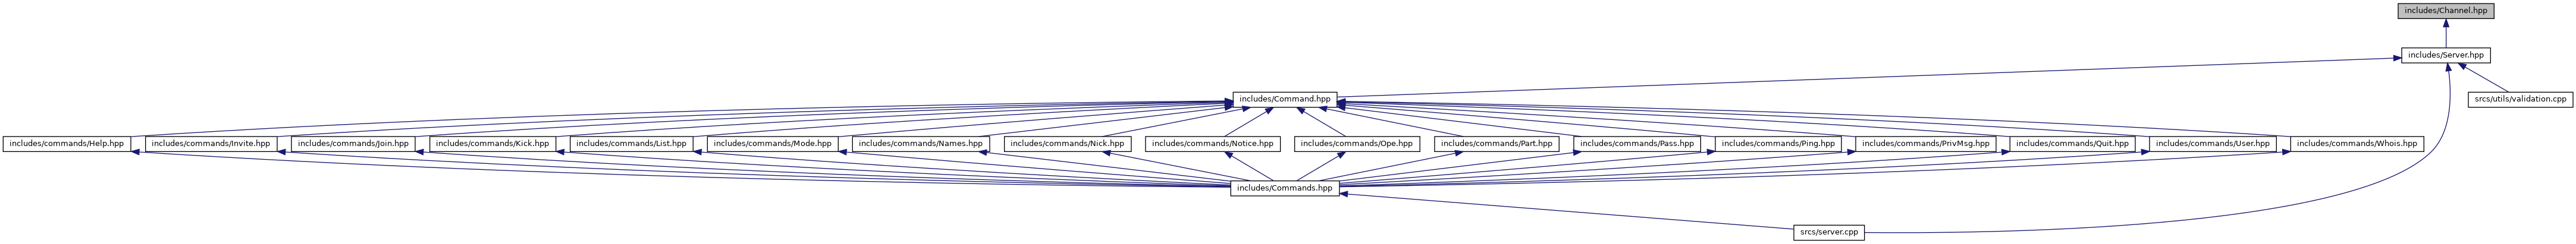 includes/Channel.hpp
includes/Server.hpp
includes/Command.hpp
srcs/utils/validation.cpp
includes/commands/Help.hpp
includes/commands/Invite.hpp
includes/commands/Join.hpp
includes/commands/Kick.hpp
includes/commands/List.hpp
includes/commands/Mode.hpp
includes/commands/Names.hpp
includes/commands/Nick.hpp
includes/commands/Notice.hpp
includes/commands/Ope.hpp
includes/commands/Part.hpp
includes/commands/Pass.hpp
includes/commands/Ping.hpp
includes/commands/PrivMsg.hpp
includes/commands/Quit.hpp
includes/commands/User.hpp
includes/commands/Whois.hpp
includes/Commands.hpp
srcs/server.cpp